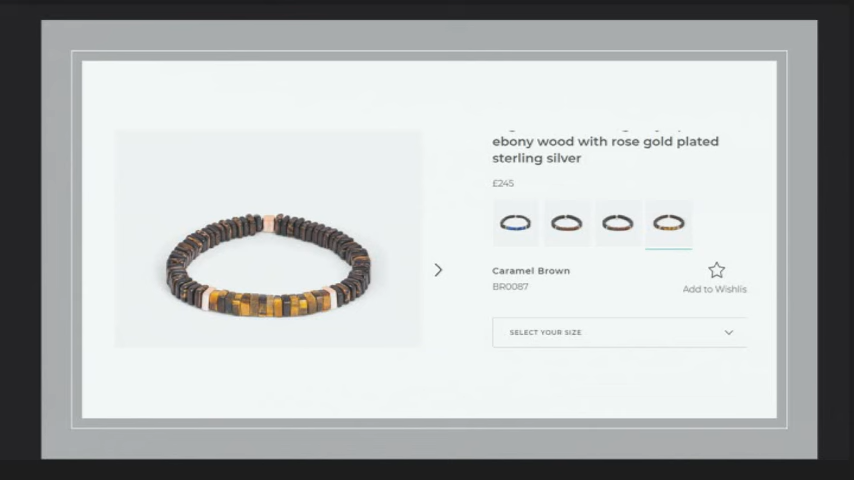 ebony wood with rose gold plated
sterling silver
£245
Caramel Brown
BR0087
Add to Wishlis
SELECT YOUR SIZE